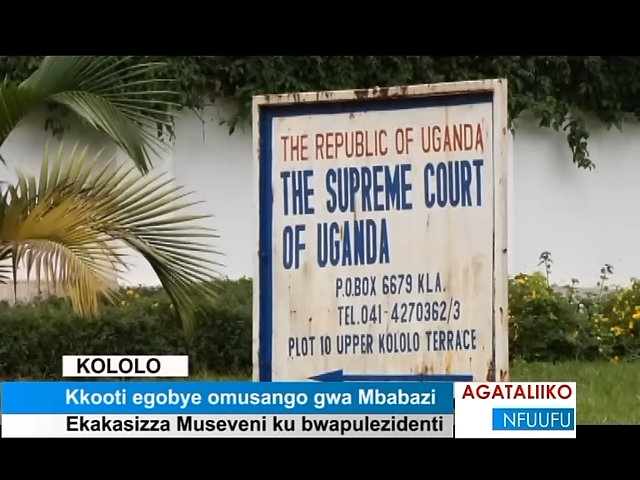 THE REPUBLIC OF UGANDA
THE SUPREME COURT
OF UGANDA
P.O.BOX 6679 KLA.
TEL.041-4270362/3
PLOT 10 UPPER KOLOLO TERRACE
KOLOLO
Kkooti egobye omusango gwa Mbabazi
Ekakasizza Museveni ku bwapulezidenti
AGATALIIKO
NFUUFU